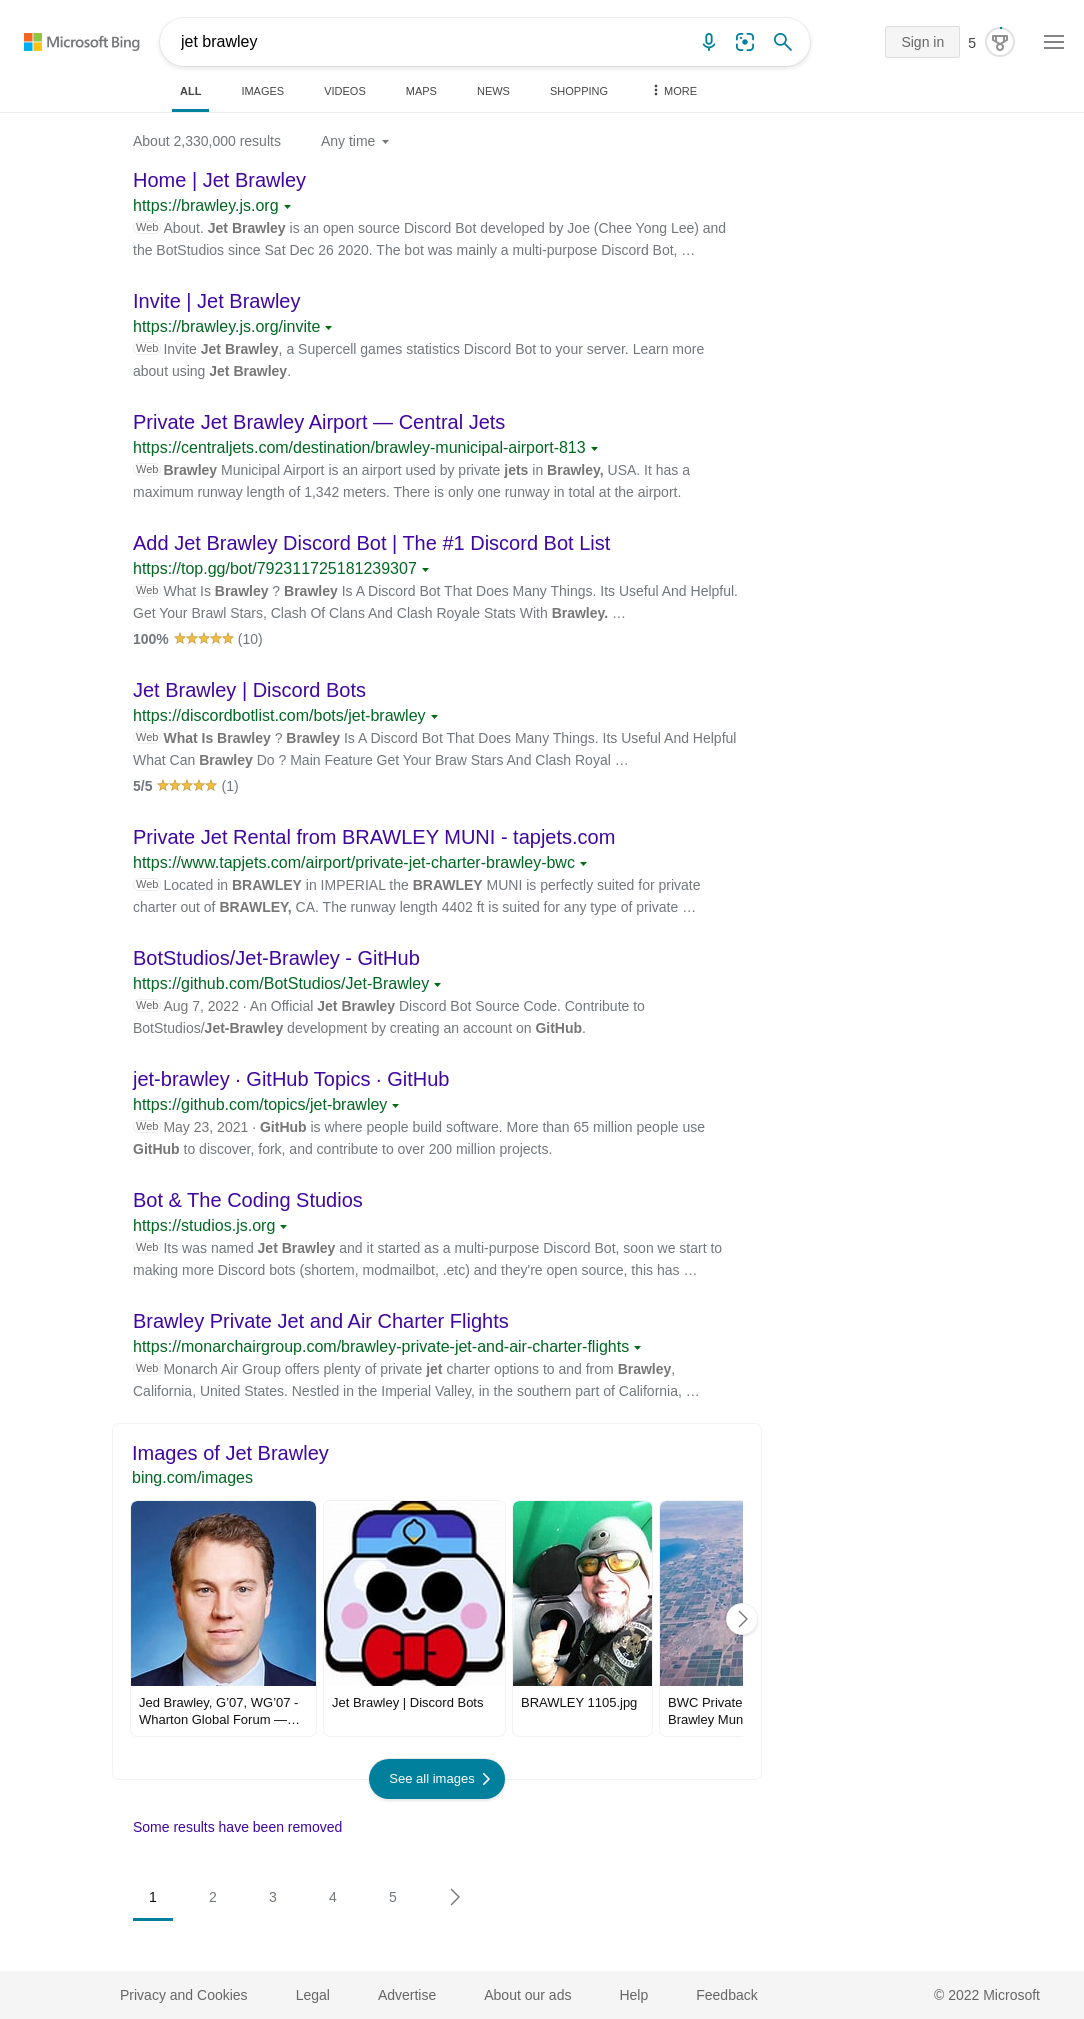 Microsoft Bing
jet brawley
Sign in
5
ALL
IMAGES
VIDEOS
MAPS
NEWS
SHOPPING
MORE
About 2,330,000 results
Any time
Home | Jet Brawley
https://brawley.js.org
Web About. Jet Brawley is an open source Discord Bot developed by Joe (Chee Yong Lee) and
the BotStudios since Sat Dec 26 2020. The bot was mainly a multi-purpose Discord Bot, …
Invite | Jet Brawley
https://brawley.js.org/invite
Web Invite Jet Brawley, a Supercell games statistics Discord Bot to your server. Learn more
about using Jet Brawley.
Private Jet Brawley Airport — Central Jets
https://centraljets.com/destination/brawley-municipal-airport-813
Web Brawley Municipal Airport is an airport used by private jets in Brawley, USA. It has a
maximum runway length of 1,342 meters. There is only one runway in total at the airport.
Add Jet Brawley Discord Bot | The #1 Discord Bot List
https://top.gg/bot/792311725181239307
Web What Is Brawley ? Brawley Is A Discord Bot That Does Many Things. Its Useful And Helpful.
Get Your Brawl Stars, Clash Of Clans And Clash Royale Stats With Brawley. …
100% (10)
Jet Brawley | Discord Bots
https://discordbotlist.com/bots/jet-brawley
Web What Is Brawley ? Brawley Is A Discord Bot That Does Many Things. Its Useful And Helpful
What Can Brawley Do ? Main Feature Get Your Braw Stars And Clash Royal …
5/5 (1)
Private Jet Rental from BRAWLEY MUNI - tapjets.com
https://www.tapjets.com/airport/private-jet-charter-brawley-bwc
Web Located in BRAWLEY in IMPERIAL the BRAWLEY MUNI is perfectly suited for private
charter out of BRAWLEY, CA. The runway length 4402 ft is suited for any type of private …
BotStudios/Jet-Brawley - GitHub
https://github.com/BotStudios/Jet-Brawley
Web Aug 7, 2022 · An Official Jet Brawley Discord Bot Source Code. Contribute to
BotStudios/Jet-Brawley development by creating an account on GitHub.
jet-brawley · GitHub Topics · GitHub
https://github.com/topics/jet-brawley
Web May 23, 2021 · GitHub is where people build software. More than 65 million people use
GitHub to discover, fork, and contribute to over 200 million projects.
Bot & The Coding Studios
https://studios.js.org
Web Its was named Jet Brawley and it started as a multi-purpose Discord Bot, soon we start to
making more Discord bots (shortem, modmailbot, .etc) and they're open source, this has …
Brawley Private Jet and Air Charter Flights
https://monarchairgroup.com/brawley-private-jet-and-air-charter-flights
Web Monarch Air Group offers plenty of private jet charter options to and from Brawley,
California, United States. Nestled in the Imperial Valley, in the southern part of California, …
Images of Jet Brawley
bing.com/images
Jed Brawley, G'07, WG'07 -
Wharton Global Forum —…
Jet Brawley | Discord Bots
BRAWLEY 1105.jpg
BWC Private
Brawley Mun
See all images
Some results have been removed
1
2
3
4
5
Privacy and Cookies
Legal
Advertise
About our ads
Help
Feedback
© 2022 Microsoft